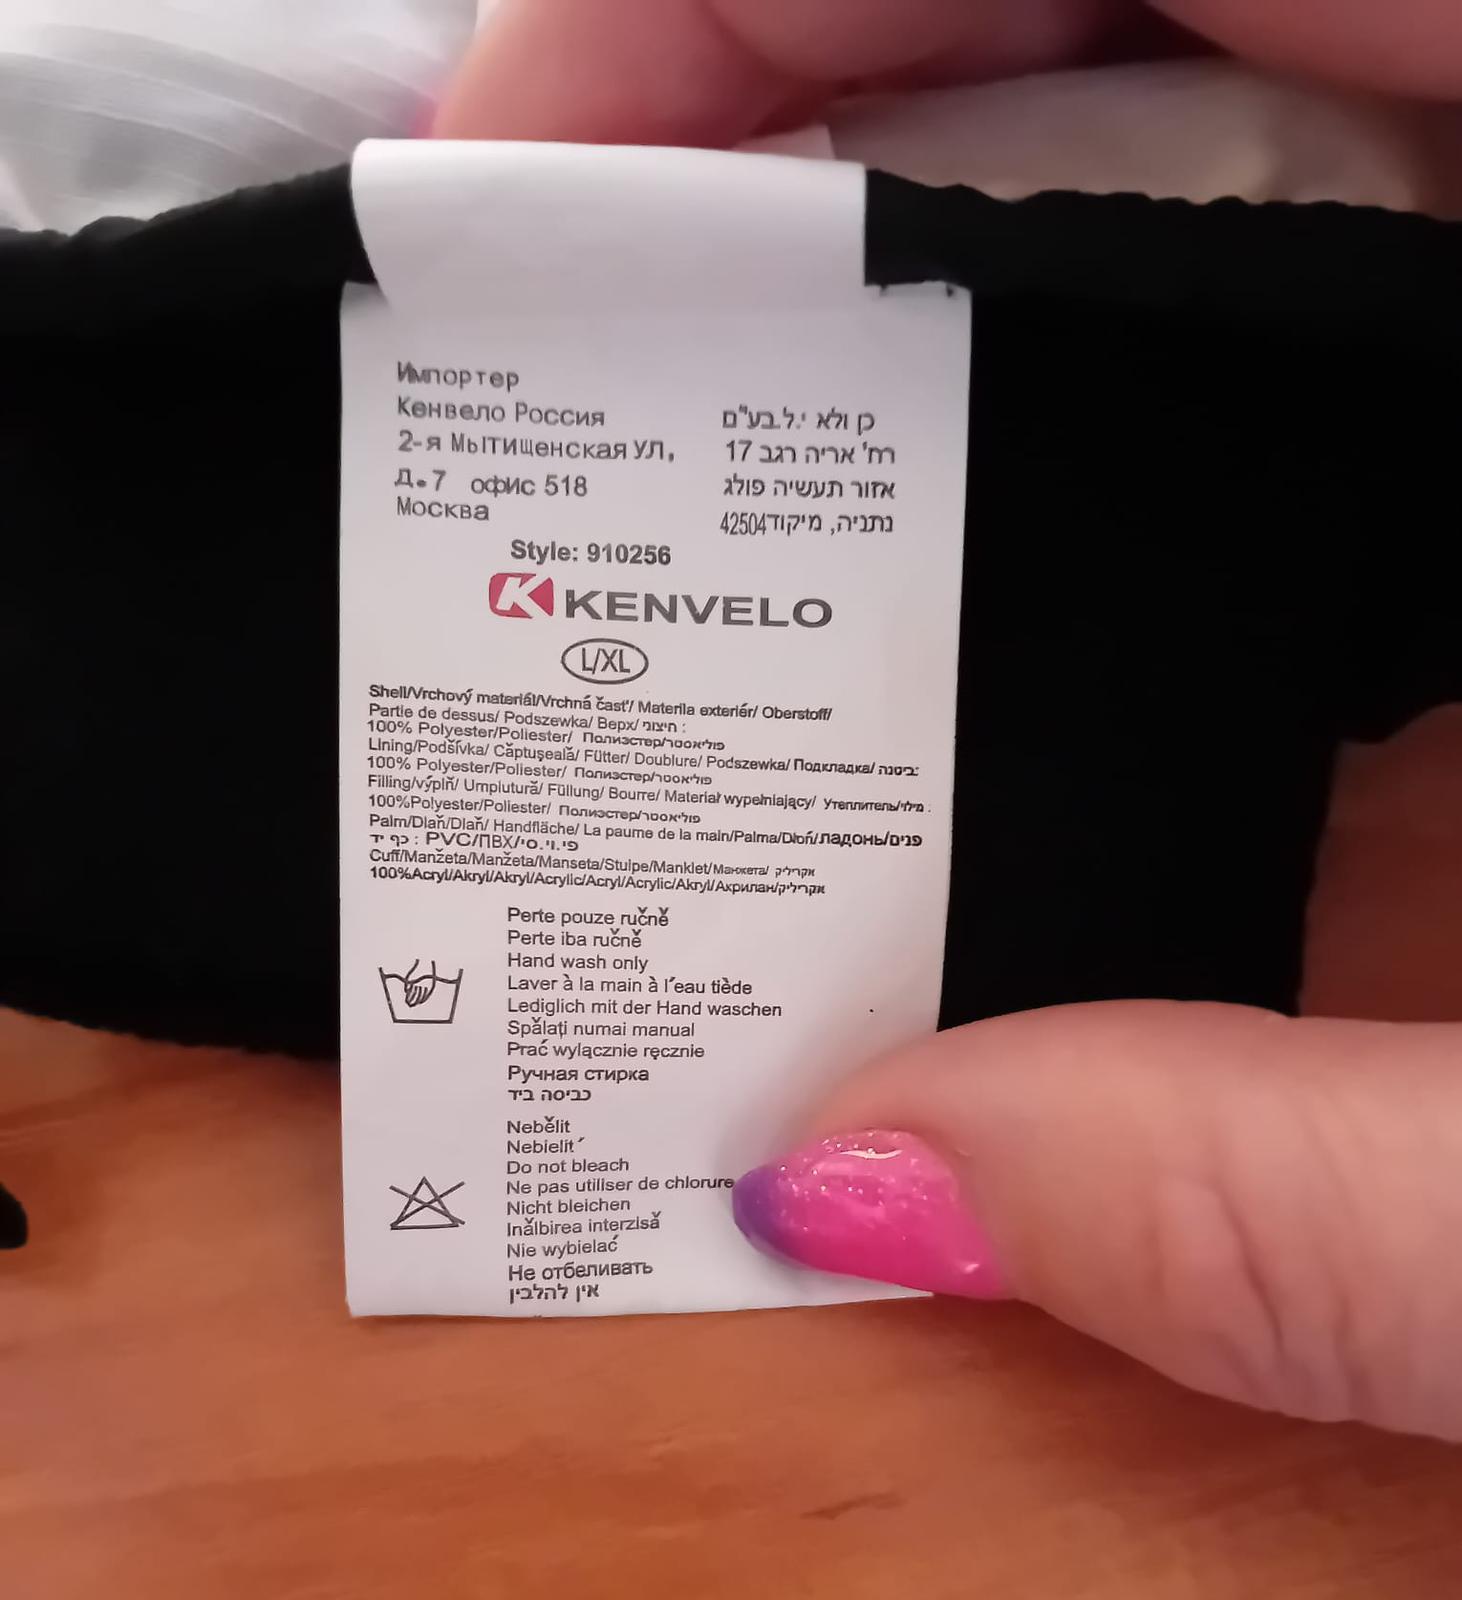 Импортер
Кенвело Россия
2-я Мытищенская УЛ,
Д.7 офис 518
Москва
כן ולא י.ל.בע"ם
רח' אריה רגב 17
אזור תעשיה פולג
נתניה, מיקוד42504
Style: 910256
K KENVELO
L/XL
Shell/Vrchový materiál/Vrchná časť/ Materila exteriér/ Oberstoff/
Partie de dessus/ Podszewka/ Верх/ חיצוני :
100% Polyester/Poliester/ Полиэстер/פוליאסטר
Lining/Podšívka/ Căptuşeală/ Fütter/ Doublure/ Podszewka/ Подкладка/ ביטנה:
100% Polyester/Poliester/ Полиэстер/פוליאסטר
Filling/výplň/ Umplutură/ Füllung/ Bourre/ Materiał wypełniający/ Утеплитель/מילוי :
100%Polyester/Poliester/ Полиэстер/פוליאסטר
Palm/Dlaň/Dlaň/ Handfläche/ La paume de la main/Palma/Dłoń/ладонь/פנים
כף יד : PVC/ПВХ/פי.וי.סי
Cuff/Manžeta/Manžeta/Manseta/Stulpe/Mankiet/Манжета/ אקריליק
100%Acryl/Akryl/Akryl/Acrylic/Acryl/Acrylic/Akryl/Акрилан/אקריליק
Perte pouze ručně
Perte iba ručně
Hand wash only
Laver à la main à l´eau tiède
Lediglich mit der Hand waschen
Spălați numai manual
Prać wylącznie ręcznie
Ручная стирка
כביסה ביד
Nebělit
Nebielit´
Do not bleach
Ne pas utiliser de chlorure
Nicht bleichen
Inălbirea interzisă
Nie wybielać
Не отбеливать
אין להלבין